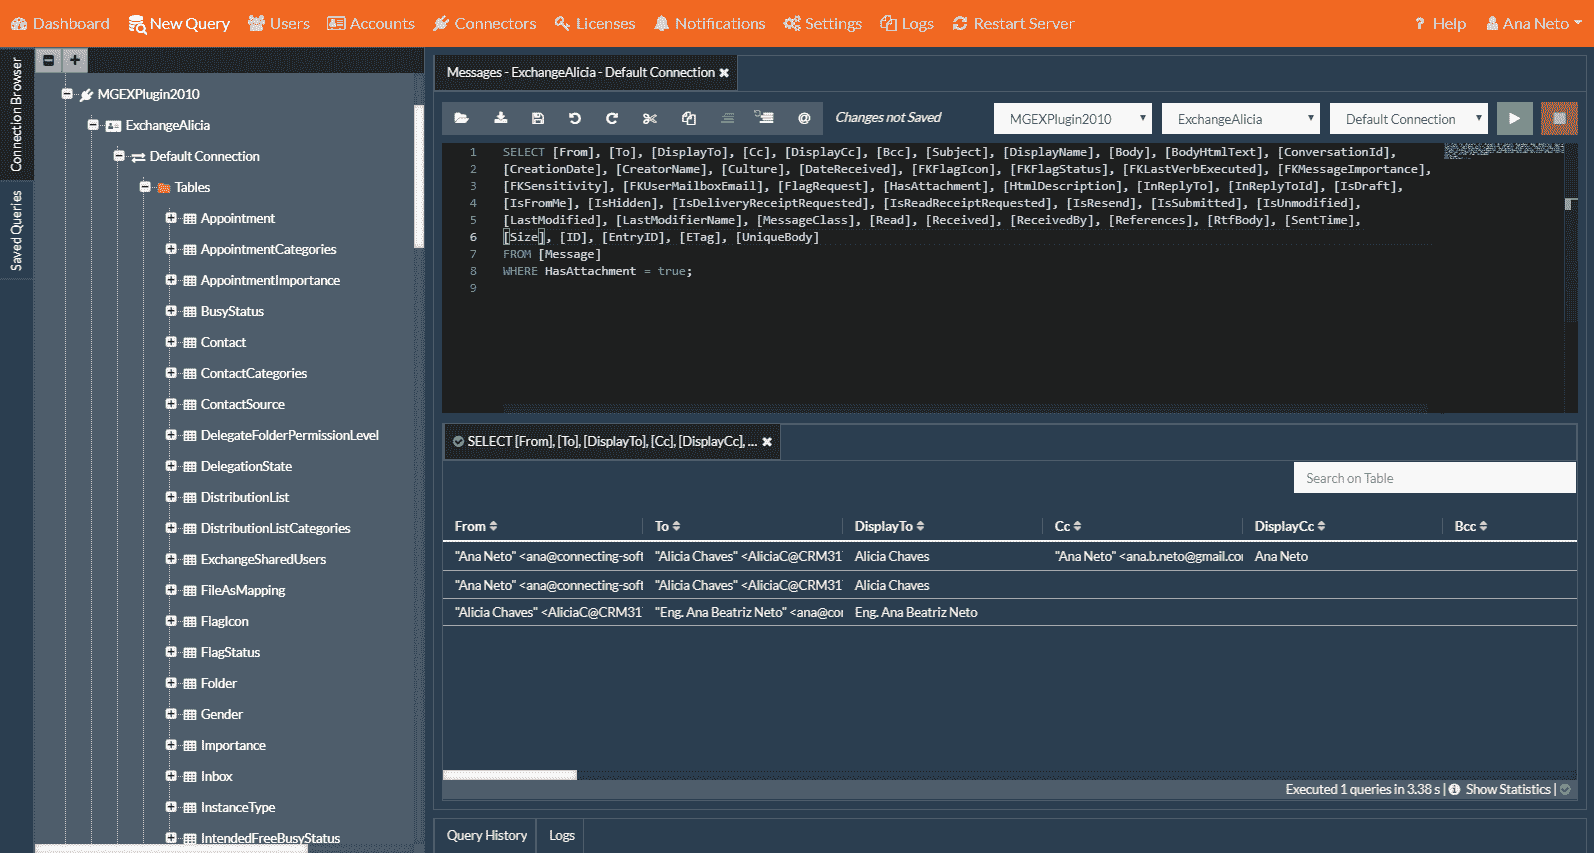 Dashboard New Query Users Accounts Connectors Licenses Notifications Settings Logs Restart Server ? Help Ana Neto
Connection Browser
Saved Queries
MGEXPlugin2010
ExchangeAlicia
Default Connection
Tables
Appointment
AppointmentCategories
AppointmentImportance
BusyStatus
Contact
ContactCategories
ContactSource
DelegateFolderPermissionLevel
DelegationState
DistributionList
DistributionListCategories
ExchangeSharedUsers
FileAsMapping
FlagIcon
FlagStatus
Folder
Gender
Importance
Inbox
InstanceType
IntendedFreeBusyStatus
Messages - ExchangeAlicia - Default Connection
Changes not Saved MGEXPlugin2010 ExchangeAlicia Default Connection
1 SELECT [From], [To], [DisplayTo], [Cc], [DisplayCc], [Bcc], [Subject], [DisplayName], [Body], [BodyHtmlText], [ConversationId],
2 [CreationDate], [CreatorName], [Culture], [DateReceived], [FKFlagIcon], [FKFlagStatus], [FKLastVerbExecuted], [FKMessageImportance],
3 [FKSensitivity], [FKUserMailboxEmail], [FlagRequest], [HasAttachment], [HtmlDescription], [InReplyTo], [InReplyToId], [IsDraft],
4 [IsFromMe], [IsHidden], [IsDeliveryReceiptRequested], [IsReadReceiptRequested], [IsResend], [IsSubmitted], [IsUnmodified],
5 [LastModified], [LastModifierName], [MessageClass], [Read], [Received], [ReceivedBy], [References], [RtfBody], [SentTime],
6 [Size], [ID], [EntryID], [ETag], [UniqueBody]
7 FROM [Message]
8 WHERE HasAttachment = true;
9
SELECT [From], [To], [DisplayTo], [Cc], [DisplayCc], ...
Search on Table
From To DisplayTo Cc DisplayCc Bcc
"Ana Neto" <ana@connecting-soft "Alicia Chaves" <AliciaC@CRM31 Alicia Chaves "Ana Neto" <ana.b.neto@gmail.co Ana Neto
"Ana Neto" <ana@connecting-soft "Alicia Chaves" <AliciaC@CRM31 Alicia Chaves
"Alicia Chaves" <AliciaC@CRM31 "Eng. Ana Beatriz Neto" <ana@co Eng. Ana Beatriz Neto
Executed 1 queries in 3.38 s | Show Statistics |
Query History Logs